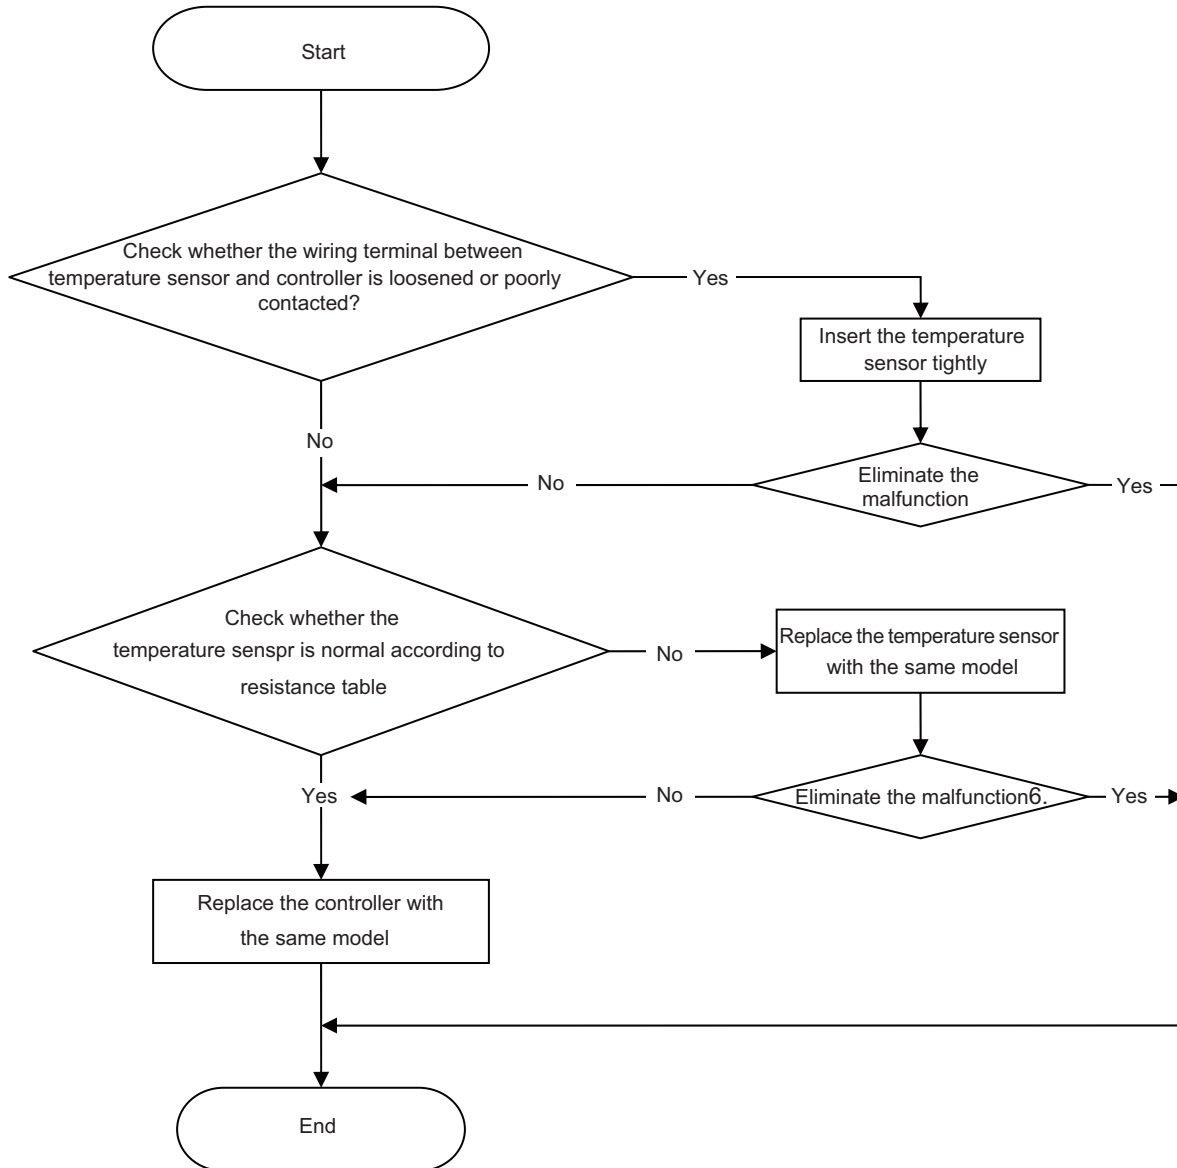 Start
Check whether the wiring terminal between
temperature sensor and controller is loosened or poorly
contacted?
Yes
Insert the temperature
sensor tightly
No
Eliminate the
malfunction
Yes
No
Check whether the
temperature senspr is normal according to
resistance table
No
Replace the temperature sensor
with the same model
Yes
No
Eliminate the malfunction6.
Yes
Replace the controller with
the same model
End